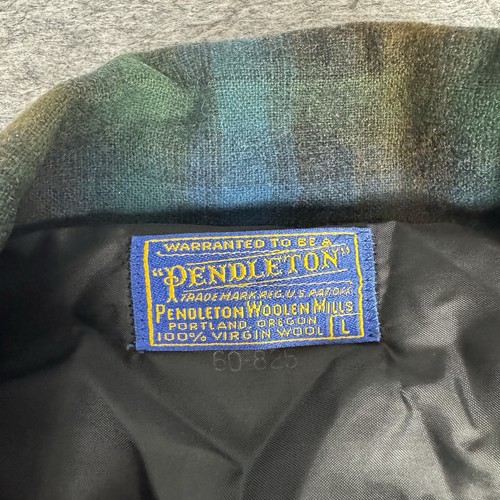 WARRANTED TO BE A
"PENDLETON"
TRADE MARK REG. U.S. PAT. OFF.
PENDLETON WOOLEN MILLS
PORTLAND, OREGON
100% VIRGIN WOOL L
60-825